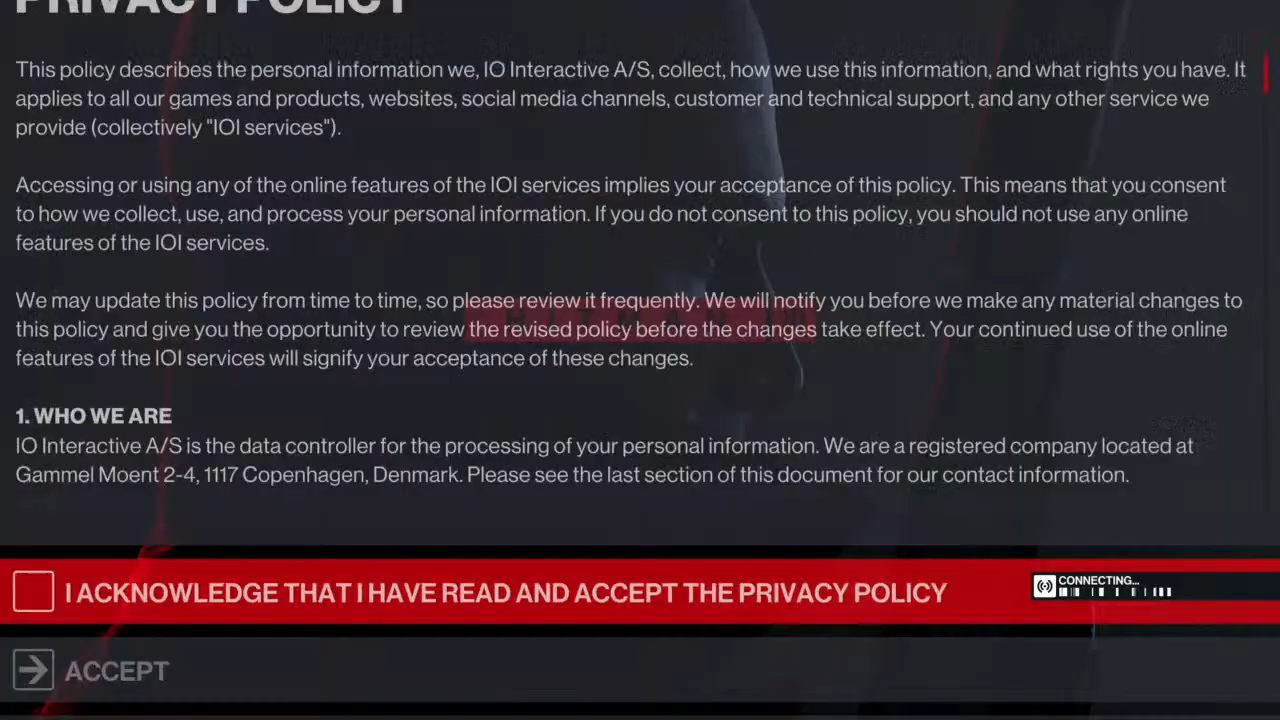 PRIVACY POLICY
This policy describes the personal information we, IO Interactive A/S, collect, how we use this information, and what rights you have. It
applies to all our games and products, websites, social media channels, customer and technical support, and any other service we
provide (collectively "IOI services").
Accessing or using any of the online features of the IOI services implies your acceptance of this policy. This means that you consent
to how we collect, use, and process your personal information. If you do not consent to this policy, you should not use any online
features of the IOI services.
We may update this policy from time to time, so please review it frequently. We will notify you before we make any material changes to
this policy and give you the opportunity to review the revised policy before the changes take effect. Your continued use of the online
features of the IOI services will signify your acceptance of these changes.
1. WHO WE ARE
IO Interactive A/S is the data controller for the processing of your personal information. We are a registered company located at
Gammel Moent 2-4, 1117 Copenhagen, Denmark. Please see the last section of this document for our contact information.
I ACKNOWLEDGE THAT I HAVE READ AND ACCEPT THE PRIVACY POLICY
CONNECTING...
ACCEPT